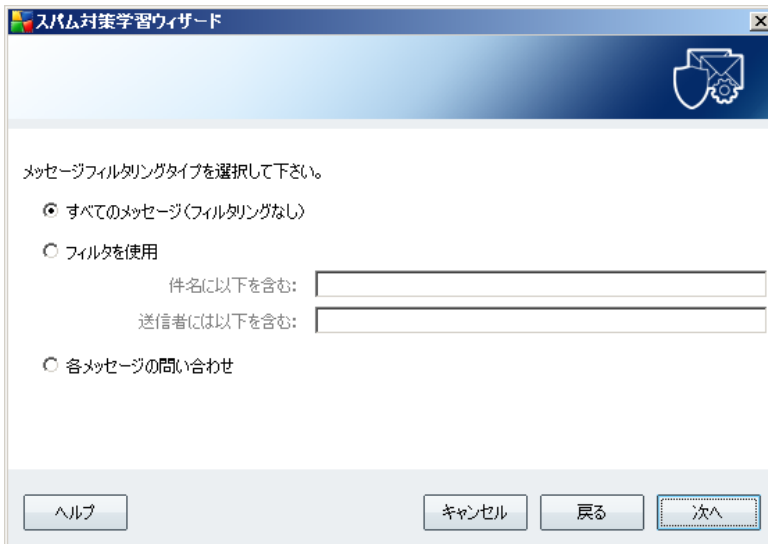 スパム対策学習ウィザード
メッセージフィルタリングタイプを選択して下さい。
すべてのメッセージ(フィルタリングなし)
フィルタを使用
件名に以下を含む:
送信者には以下を含む:
各メッセージの問い合わせ
ヘルプ キャンセル 戻る 次へ